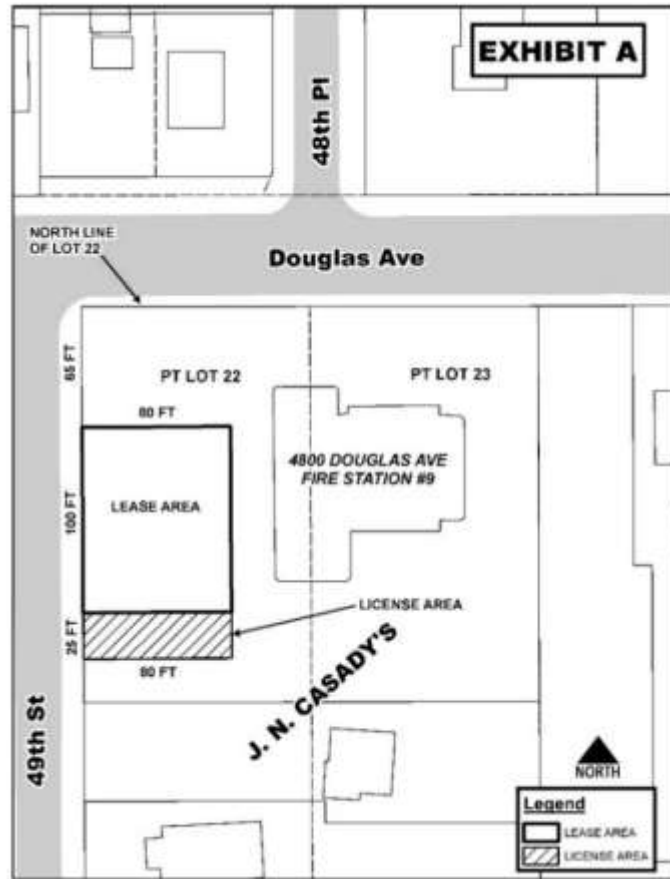 EXHIBIT A
48th Pl
NORTH LINE
OF LOT 22
Douglas Ave
65 FT
PT LOT 22
PT LOT 23
80 FT
4800 DOUGLAS AVE
FIRE STATION #9
LEASE AREA
100 FT
LICENSE AREA
25 FT
80 FT
J. N. CASADY'S
49th St
NORTH
Legend
LEASE AREA
LICENSE AREA